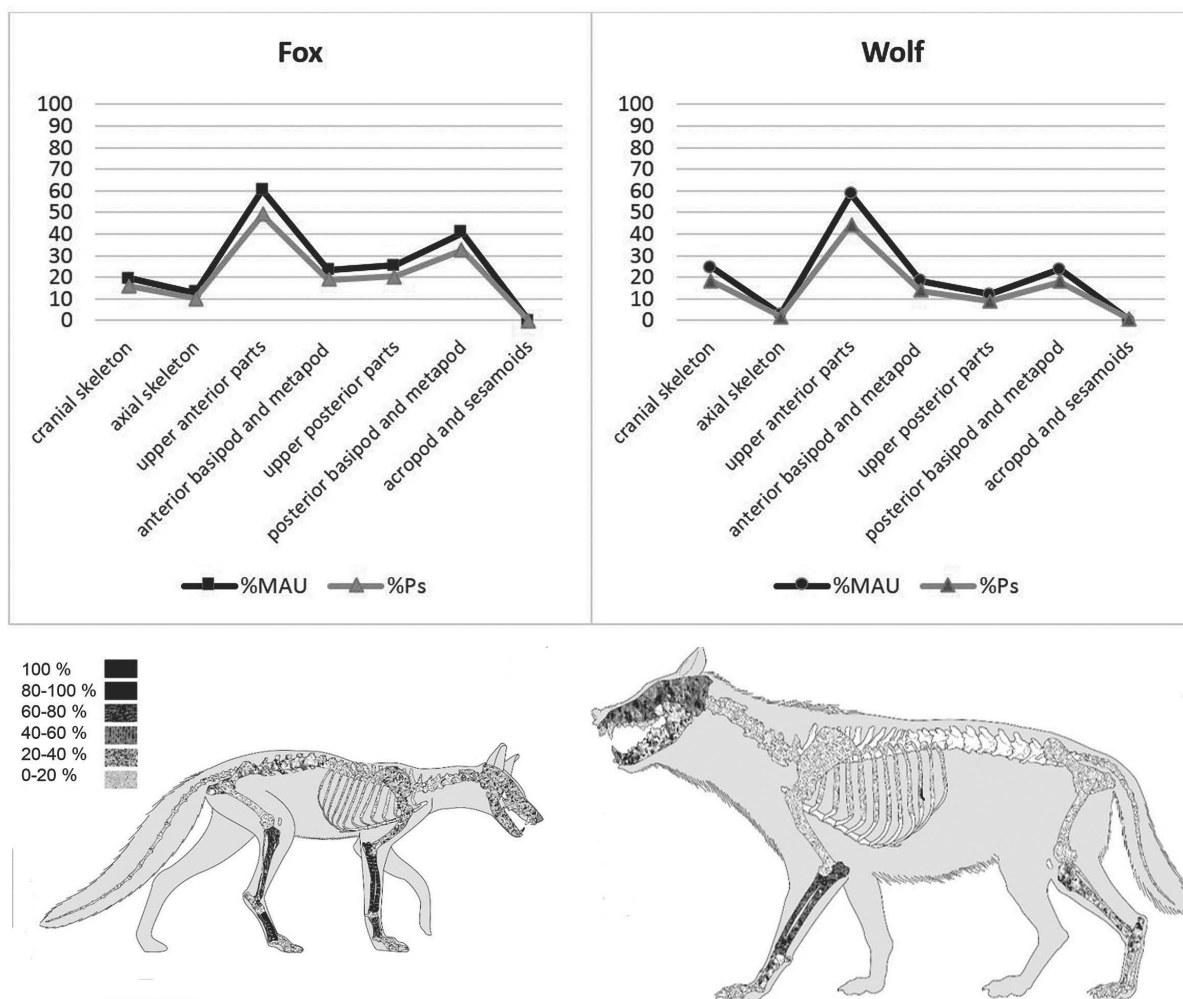 Fox
100
90
80
70
60
50
40
30
20
10
0
cranial skeleton
axial skeleton
upper anterior parts
anterior basipod and metapod
upper posterior parts
posterior basipod and metapod
acropod and sesamoids
%MAU %Ps
Wolf
100
90
80
70
60
50
40
30
20
10
0
cranial skeleton
axial skeleton
upper anterior parts
anterior basipod and metapod
upper posterior parts
posterior basipod and metapod
acropod and sesamoids
%MAU %Ps
100 %
80-100 %
60-80 %
40-60 %
20-40 %
0-20 %